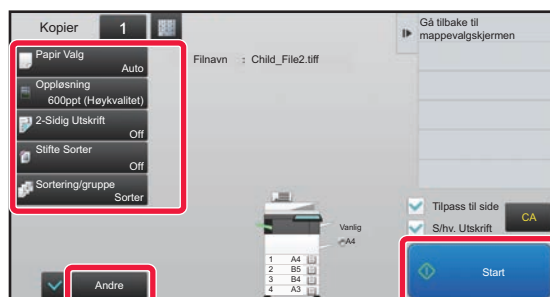 Kopier 1
Papir Valg
Auto
Oppløsning
600ppt (Høykvalitet)
2-Sidig Utskrift
Off
Stifte Sorter
Off
Sortering/gruppe
Sorter
Andre
Filnavn : Child_File2.tiff
Vanlig
A4
1 A4
2 B5
3 B4
4 A3
Gå tilbake til
mappevalgskjermen
Tilpass til side
S/hv. Utskrift
CA
Start